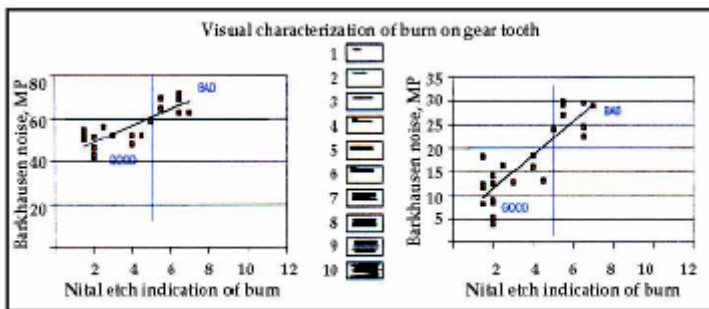 Visual characterization of burn on gear tooth
Barkhausen noise, MP
80
60
40
20
BAD
GOOD
2 4 6 8 10 12
Nital etch indication of burn
1
2
3
4
5
6
7
8
9
10
Barkhausen noise, MP
35
30
25
20
15
10
5
BAD
GOOD
2 4 6 8 10 12
Nital etch indication of burn